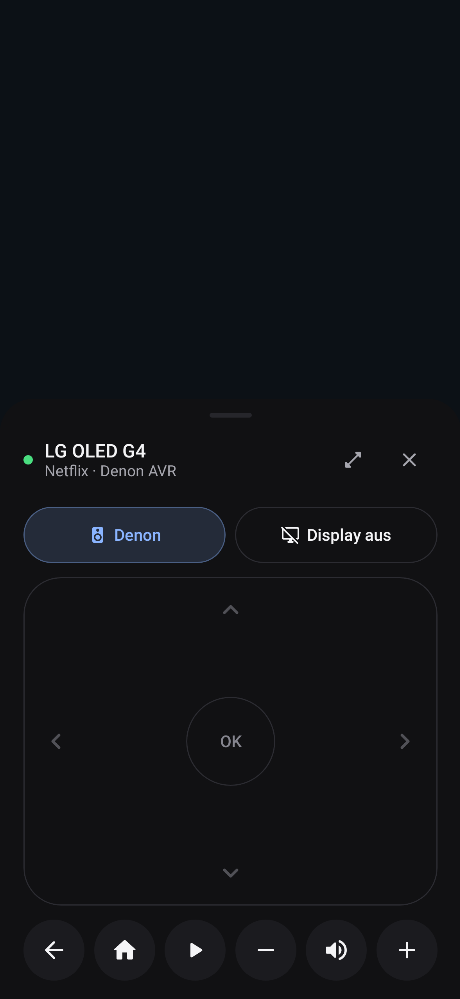 LG OLED G4
Netflix · Denon AVR
Denon
Display aus
OK